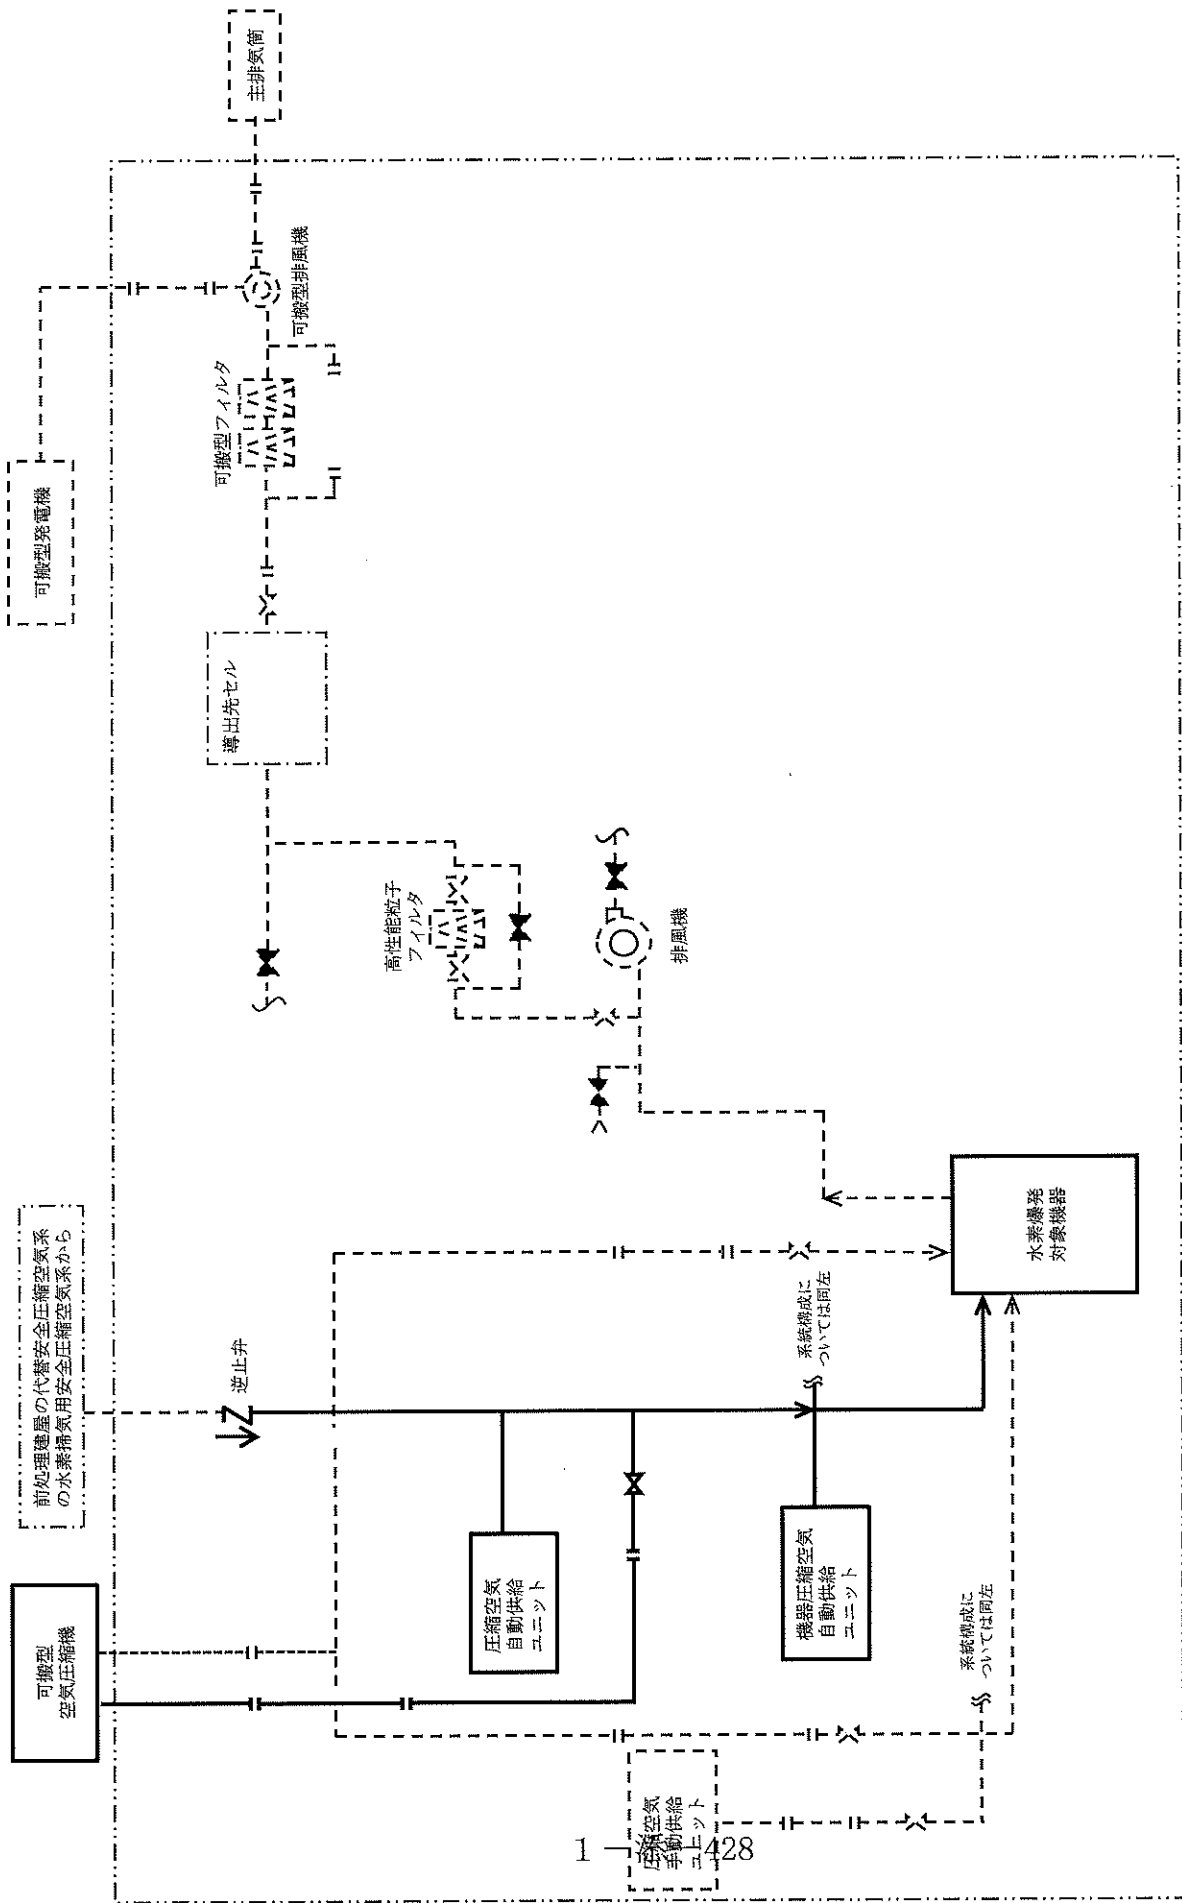 主排気筒
可搬型発電機
可搬型排風機
可搬型フィルタ
導出先セル
高性能粒子
フィルタ
排風機
前処理建屋の代替安全圧縮空気系
の水素掃気用安全圧縮空気系から
逆止弁
水素爆発
対象機器
系統構成に
ついては同左
可搬型
空気圧縮機
圧縮空気
自動供給
ユニット
機器圧縮空気
自動供給
ユニット
系統構成に
ついては同左
圧縮空気
手動供給
ユニット
428